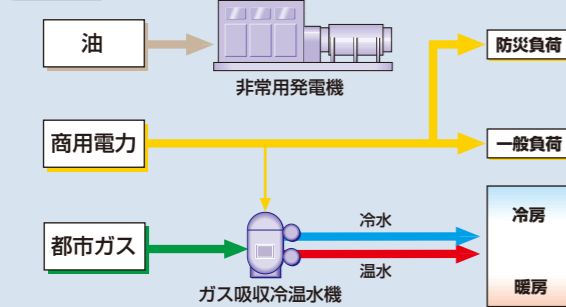 油
非常用発電機
防災負荷
商用電力
一般負荷
都市ガス
冷水
温水
ガス吸収冷温水機
冷房
暖房